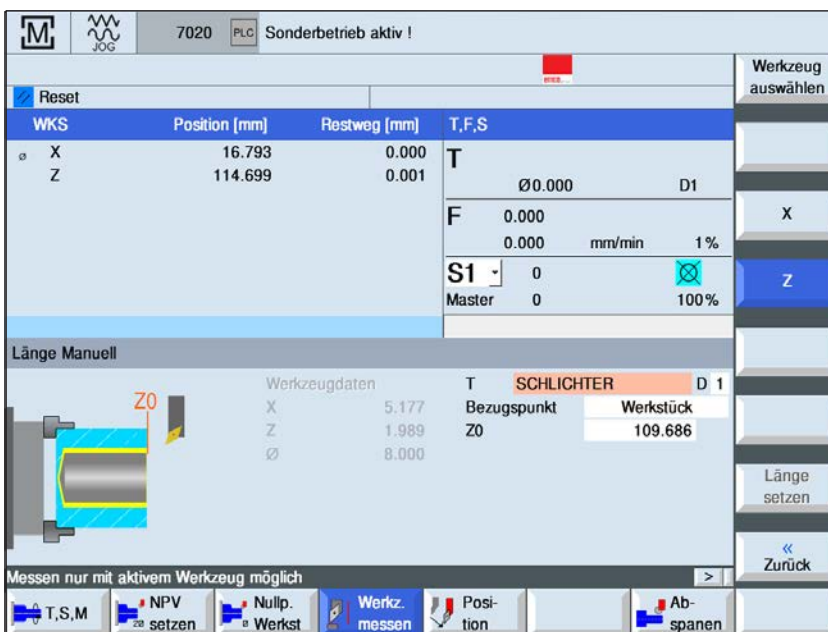 M
JOG
7020 PLC Sonderbetrieb aktiv !
Werkzeug
auswählen
Reset
WKS Position [mm] Restweg [mm] T,F,S
ø X 16.793 0.000
Z 114.699 0.001
T
Ø0.000 D1
F 0.000
0.000 mm/min 1%
S1 0
Master 0 100%
X
Z
Länge Manuell
Z0
Werkzeugdaten
X 5.177
Z 1.989
Ø 8.000
T SCHLICHTER D 1
Bezugspunkt Werkstück
Z0 109.686
Länge
setzen
«
Zurück
Messen nur mit aktivem Werkzeug möglich >
T,S,M
NPV
setzen
Nullp.
Werkst
Werkz.
messen
Posi-
tion
Ab-
spanen